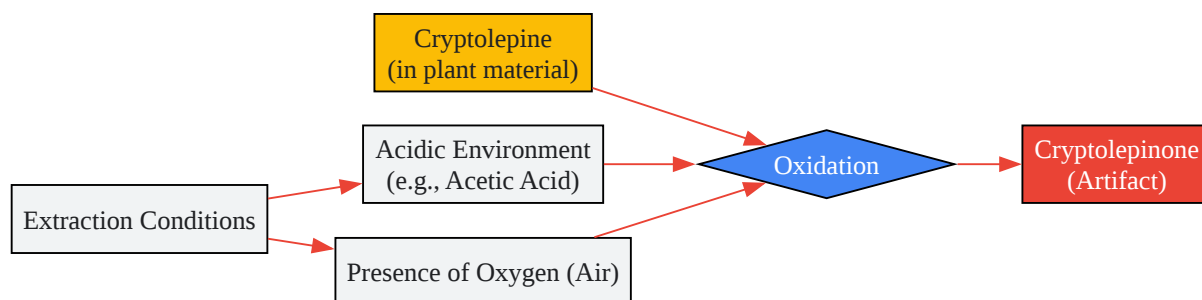 Cryptolepine
(in plant material)
Acidic Environment
(e.g., Acetic Acid)
Extraction Conditions
Presence of Oxygen (Air)
Oxidation
Cryptolepinone
(Artifact)